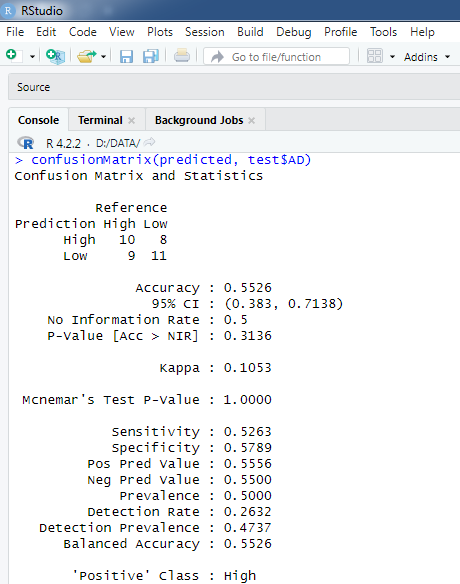 RStudio
File Edit Code View Plots Session Build Debug Profile Tools Help
Go to file/function Addins
Source
Console Terminal Background Jobs
R 4.2.2 · D:/DATA/
> confusionMatrix(predicted, test$AD)
Confusion Matrix and Statistics
Reference
Prediction High Low
High 10 8
Low 9 11
Accuracy : 0.5526
95% CI : (0.383, 0.7138)
No Information Rate : 0.5
P-Value [Acc > NIR] : 0.3136
Kappa : 0.1053
Mcnemar's Test P-Value : 1.0000
Sensitivity : 0.5263
Specificity : 0.5789
Pos Pred Value : 0.5556
Neg Pred Value : 0.5500
Prevalence : 0.5000
Detection Rate : 0.2632
Detection Prevalence : 0.4737
Balanced Accuracy : 0.5526
'Positive' Class : High